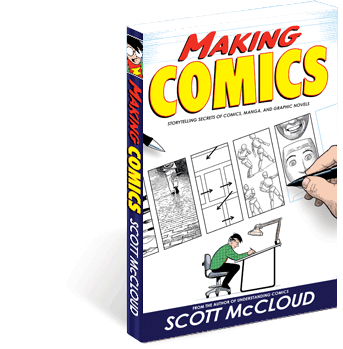 MAKING
COMICS
STORYTELLING SECRETS OF COMICS, MANGA, AND GRAPHIC NOVELS
FROM THE AUTHOR OF UNDERSTANDING COMICS
SCOTT McCLOUD
MAKING COMICS SCOTT McCLOUD